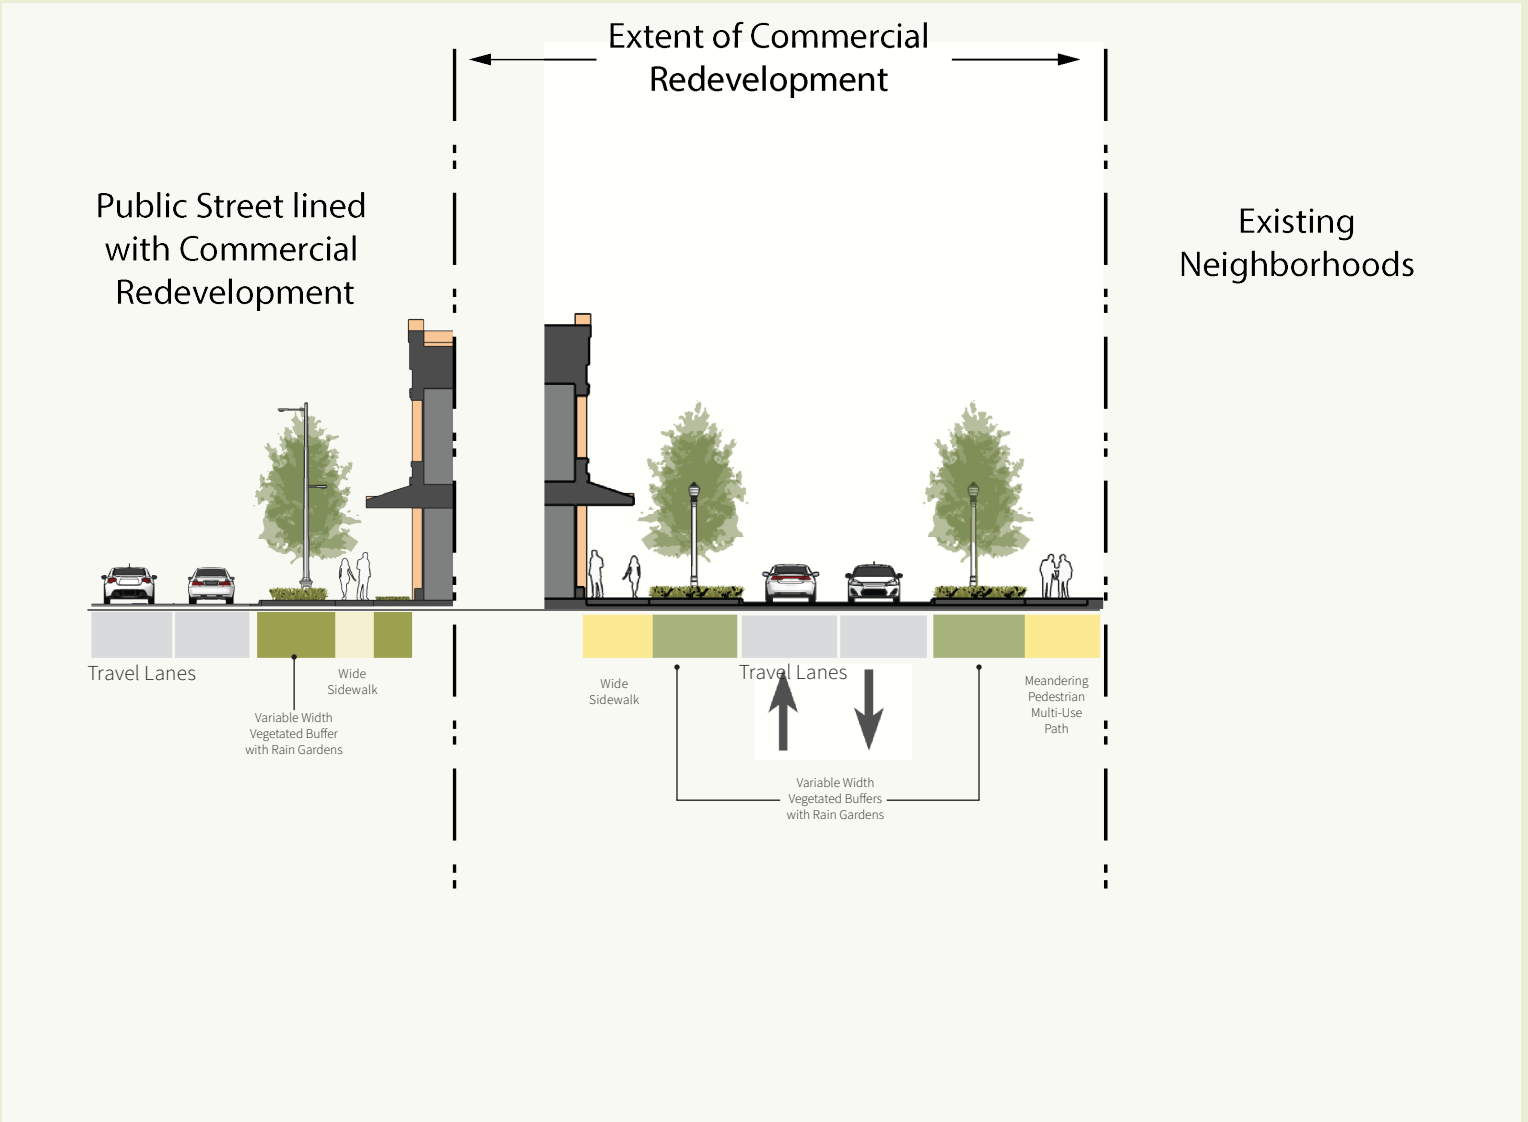 Extent of Commercial
Redevelopment
Public Street lined
with Commercial
Redevelopment
Existing
Neighborhoods
Travel Lanes
Wide
Sidewalk
Variable Width
Vegetated Buffer
with Rain Gardens
Wide
Sidewalk
Travel Lanes
Meandering
Pedestrian
Multi-Use
Path
Variable Width
Vegetated Buffers
with Rain Gardens